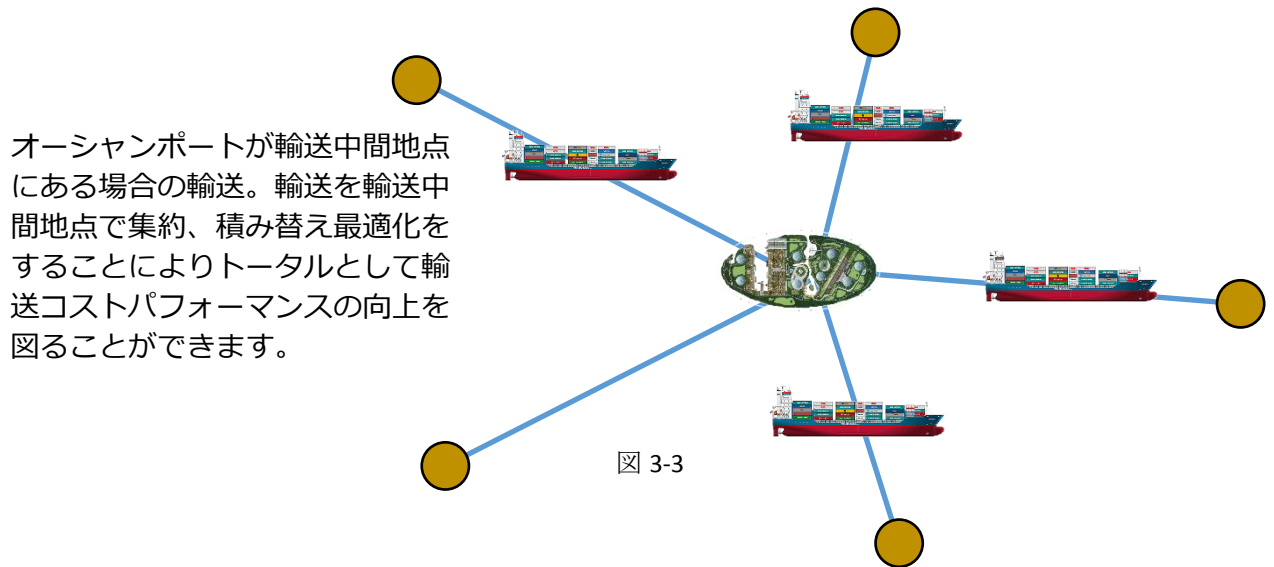 オーシャンポートが輸送中間地点
にある場合の輸送。輸送を輸送中
間地点で集約、積み替え最適化を
することによりトータルとして輸
送コストパフォーマンスの向上を
図ることができます。
図 3-3